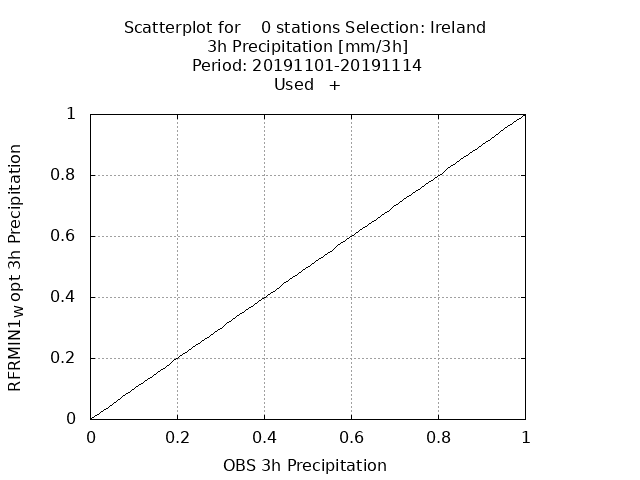 Scatterplot for    0 stations Selection: Ireland
3h Precipitation [mm/3h]
Period: 20191101-20191114
Used   +
1
0.8
0.6
0.4
0.2
0
0 0.2 0.4 0.6 0.8 1
RFRMIN1wopt 3h Precipitation
OBS 3h Precipitation